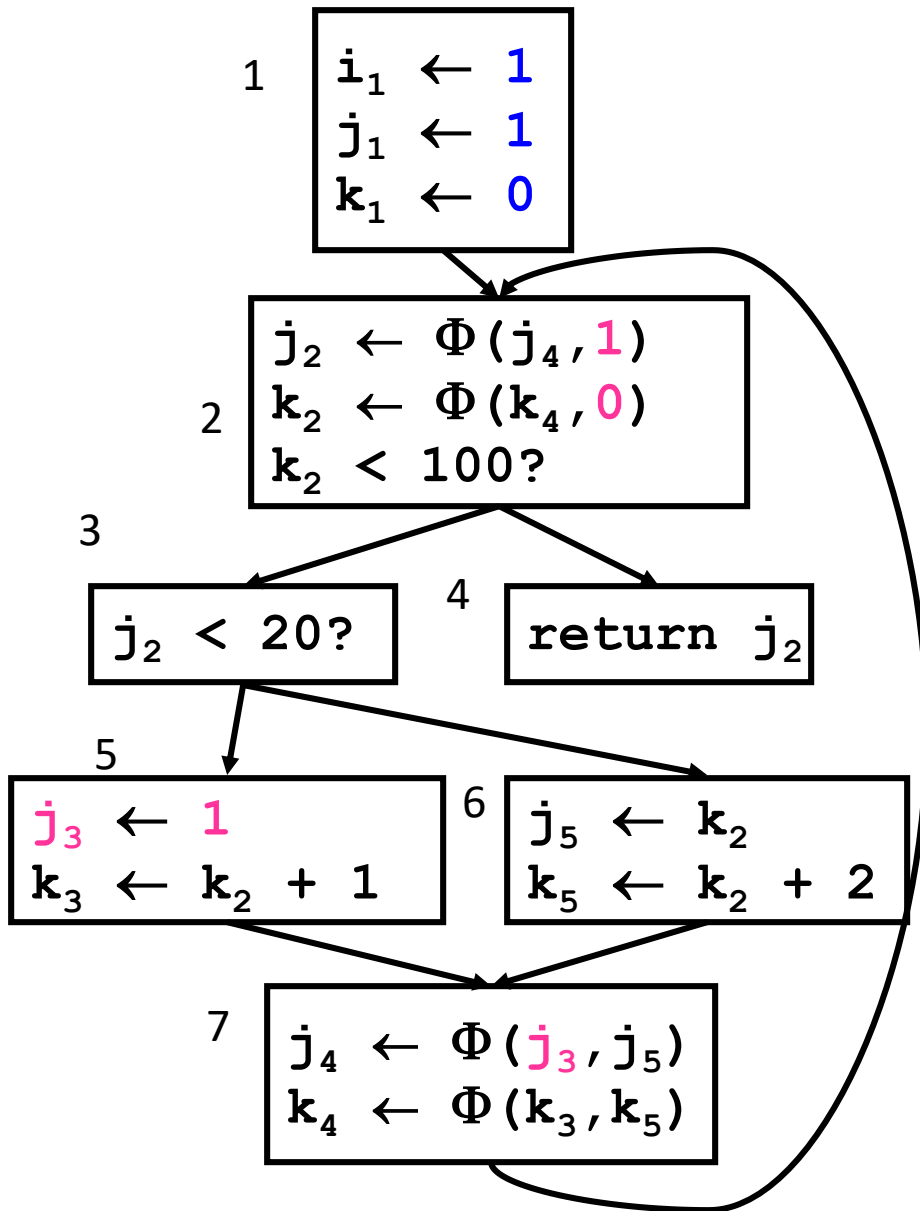 1
i₁ ← 1
j₁ ← 1
k₁ ← 0
2
j₂ ← Φ(j₄,1)
k₂ ← Φ(k₄,0)
k₂ < 100?
3
j₂ < 20?
4
return j₂
5
j₃ ← 1
k₃ ← k₂ + 1
6
j₅ ← k₂
k₅ ← k₂ + 2
7
j₄ ← Φ(j₃,j₅)
k₄ ← Φ(k₃,k₅)